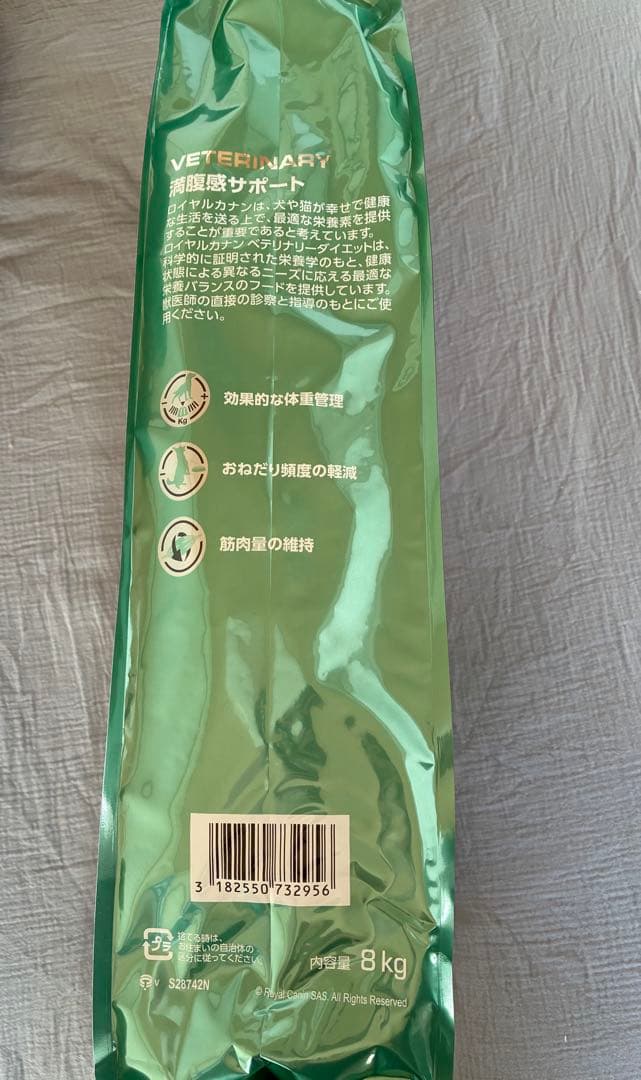 VETERINARY
満腹感サポート
ロイヤルカナンは、犬や猫が幸せで健康
な生活を送る上で、最適な栄養素を提供
することが重要であると考えています。
ロイヤルカナン ベテリナリーダイエットは、
科学的に証明された栄養学のもと、健康
状態による異なるニーズに応える最適な
栄養バランスのフードを提供しています。
獣医師の直接の診察と指導のもとにご使
用ください。
Kg
効果的な体重管理
おねだり頻度の軽減
筋肉量の維持
3 182550 732956
プラ
捨てる時は、
お住まいの自治体の
区分に従ってください。
内容量 8kg
V S28742N
© Royal Canin SAS. All Rights Reserved